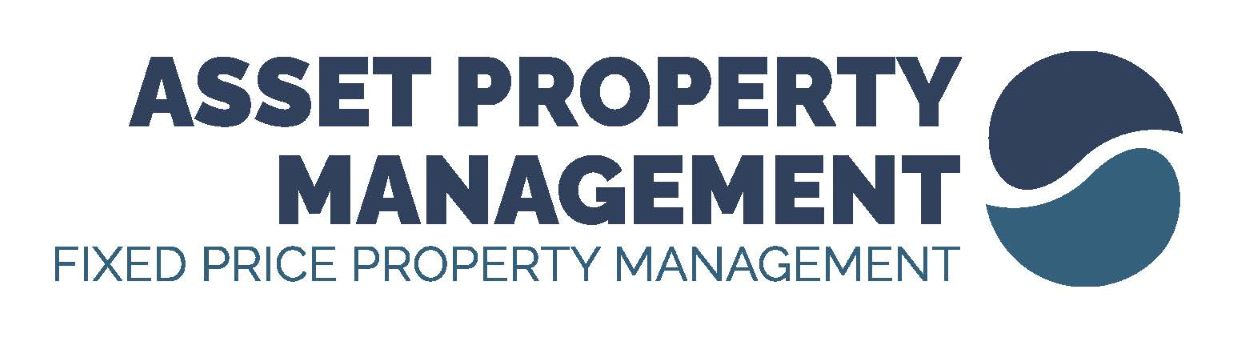 ASSET PROPERTY
MANAGEMENT
FIXED PRICE PROPERTY MANAGEMENT